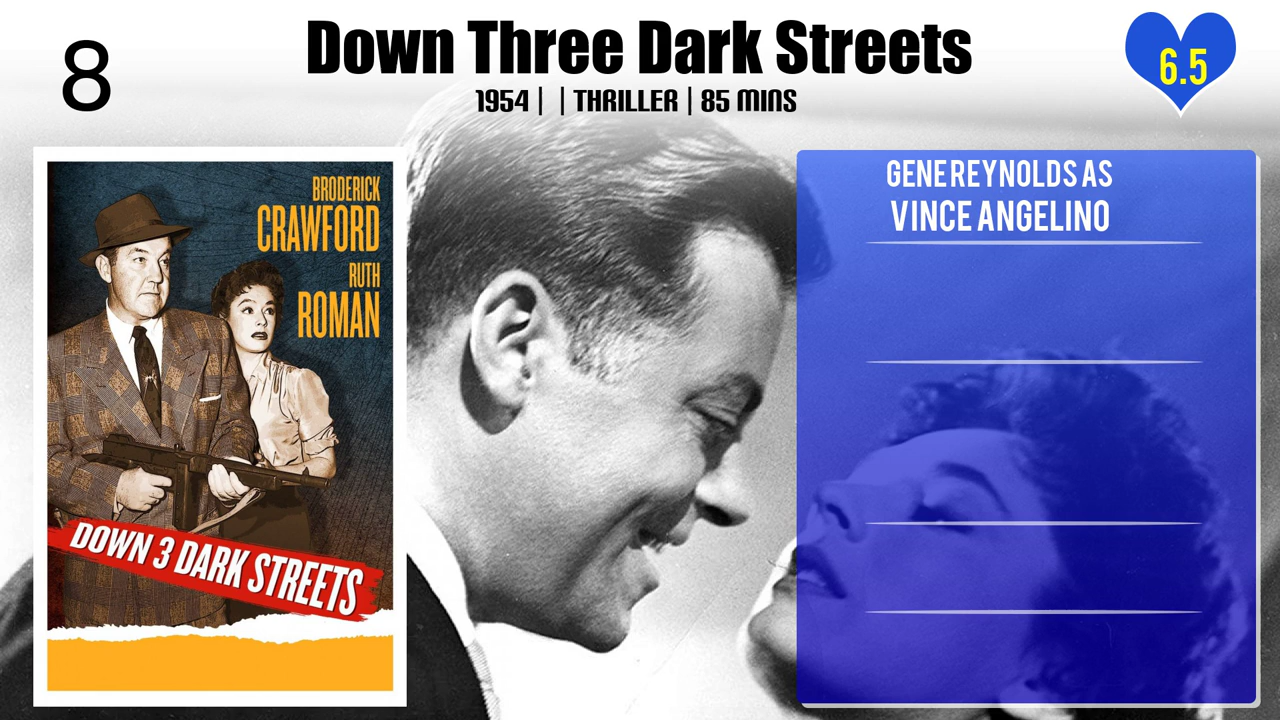 8
Down Three Dark Streets
6.5
1954 | | THRILLER | 85 MINS
BRODERICK
CRAWFORD
RUTH
ROMAN
DOWN 3 DARK STREETS
GENE REYNOLDS AS
VINCE ANGELINO